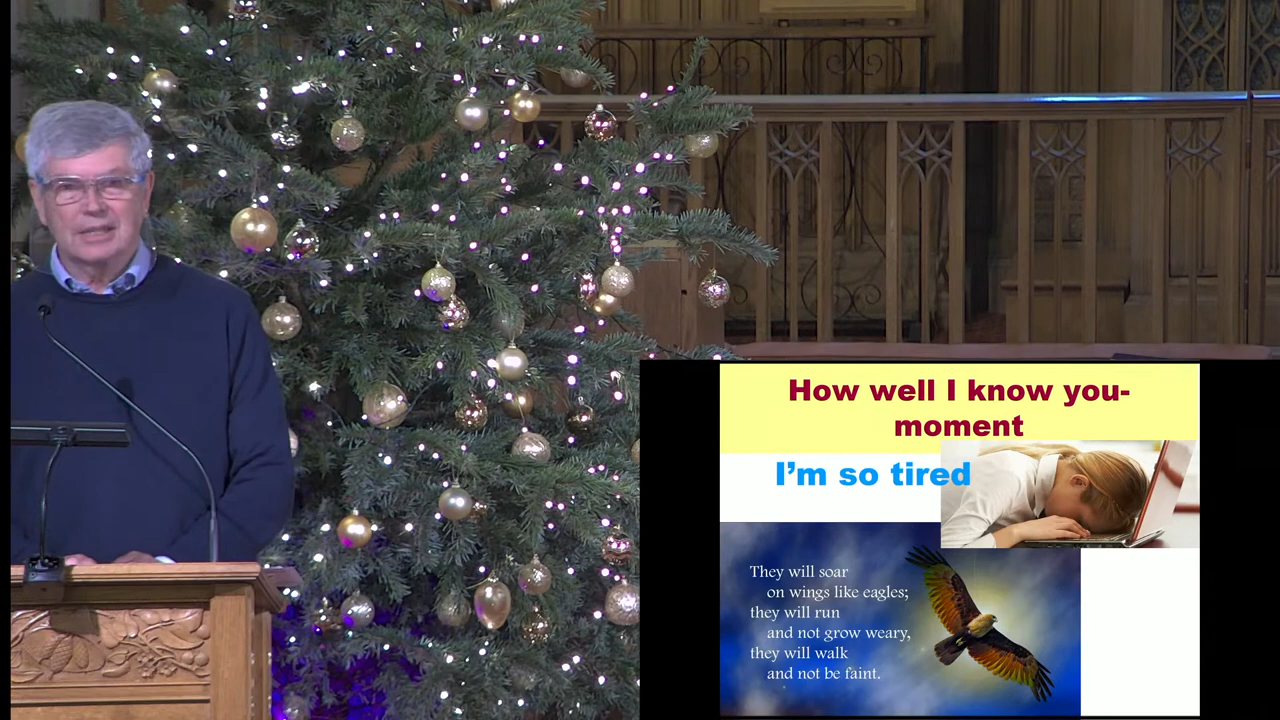 How well I know you-
moment
I’m so tired
They will soar
on wings like eagles;
they will run
and not grow weary,
they will walk
and not be faint.